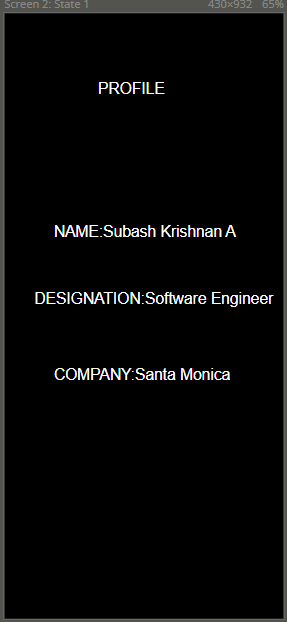 Screen 2: State 1 430×932 65%
PROFILE
NAME:Subash Krishnan A
DESIGNATION:Software Engineer
COMPANY:Santa Monica